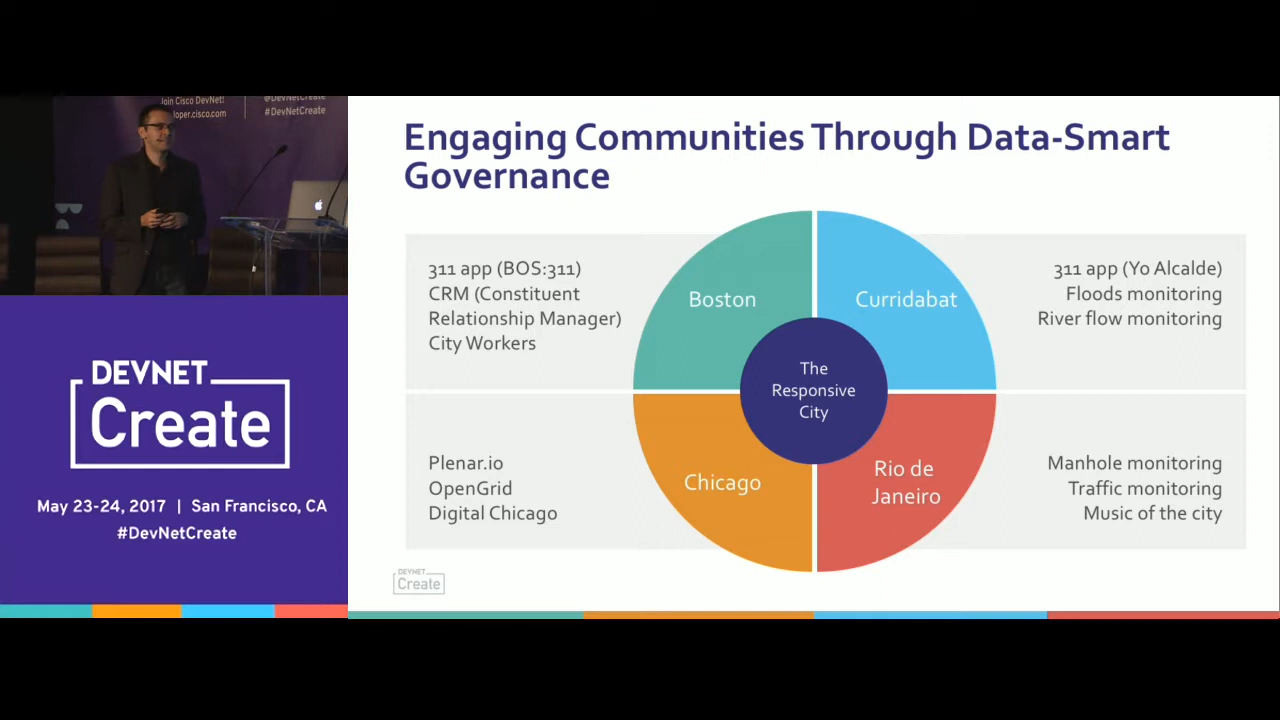 Join Cisco DevNet!
loper.cisco.com
@DevNetCreate
#DevNetCreate
DEVNET
Create
May 23-24, 2017 | San Francisco, CA
#DevNetCreate
Engaging Communities Through Data-Smart
Governance
311 app (BOS:311)
CRM (Constituent
Relationship Manager)
City Workers
Boston
Curridabat
311 app (Yo Alcalde)
Floods monitoring
River flow monitoring
The
Responsive
City
Plenar.io
OpenGrid
Digital Chicago
Chicago
Rio de
Janeiro
Manhole monitoring
Traffic monitoring
Music of the city
DEVNET
Create